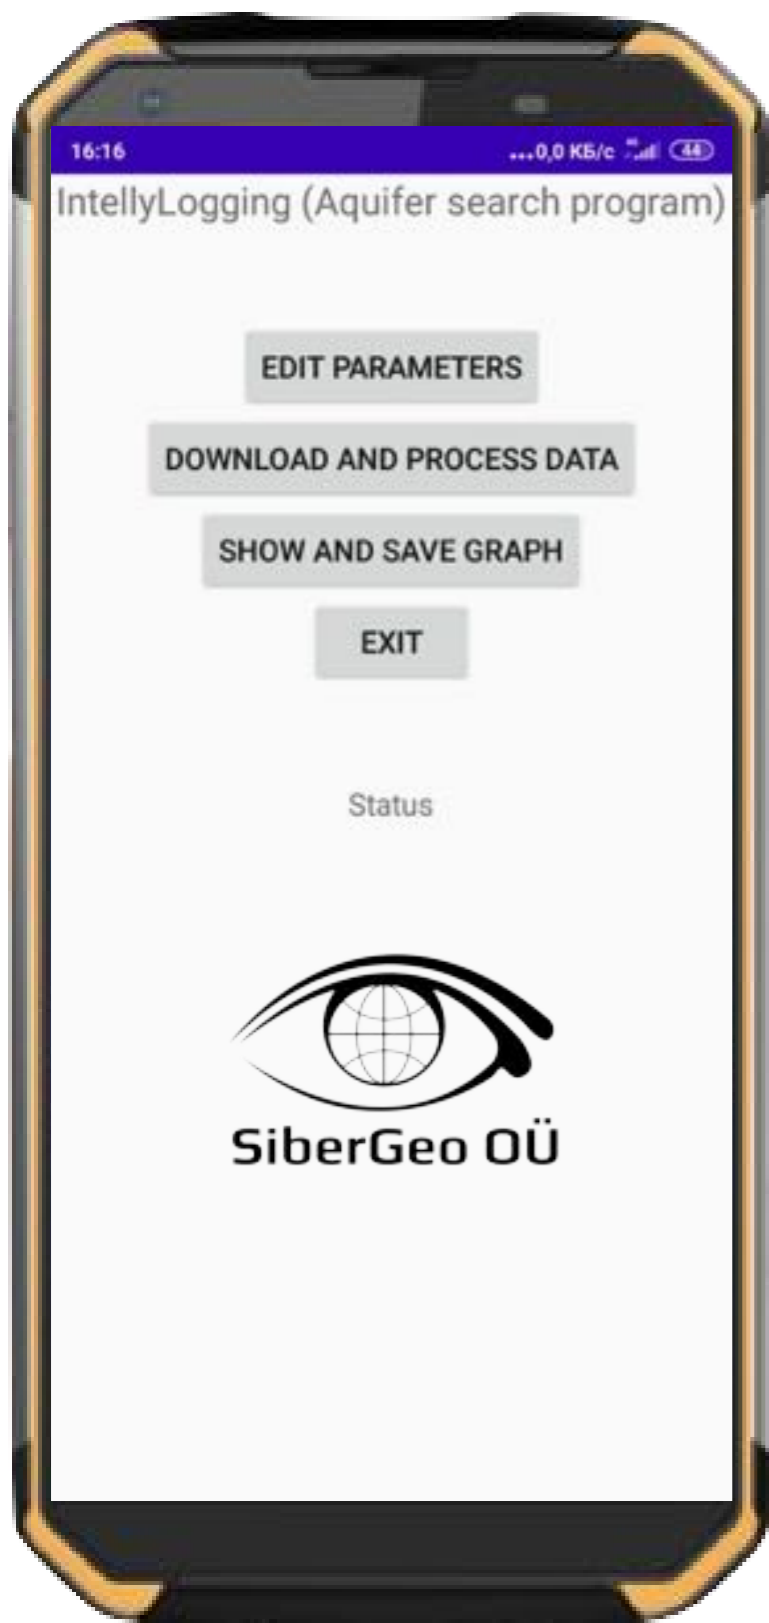 16:16 ...0,0 КБ/с 4G 44
IntellyLogging (Aquifer search program)
EDIT PARAMETERS
DOWNLOAD AND PROCESS DATA
SHOW AND SAVE GRAPH
EXIT
Status
SiberGeo OÜ